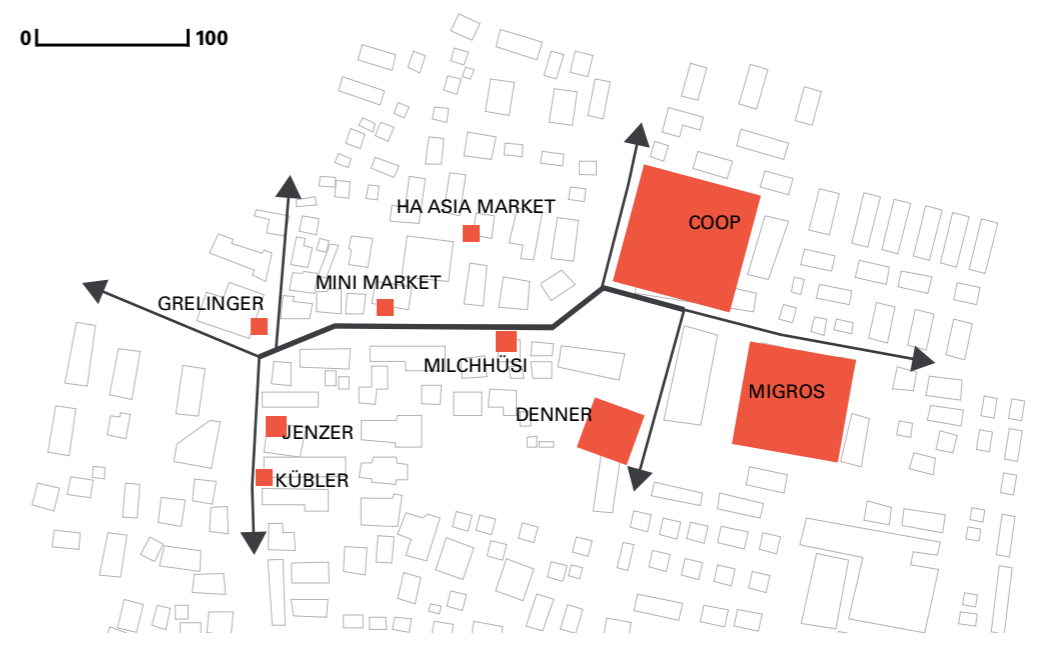 0 100
HA ASIA MARKET
COOP
MINI MARKET
GRELINGER
MILCHHÜSI
MIGROS
DENNER
JENZER
KÜBLER